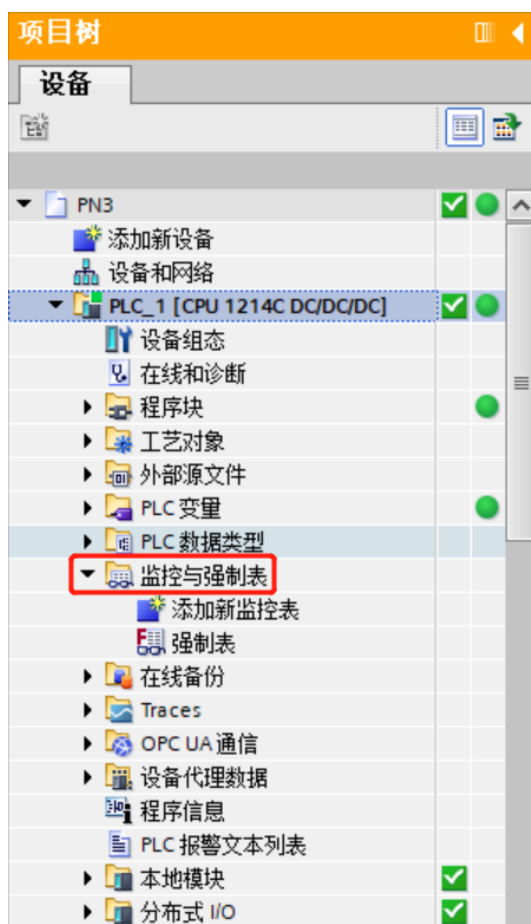 项目树
设备
PN3
添加新设备
设备和网络
PLC_1 [CPU 1214C DC/DC/DC]
设备组态
在线和诊断
程序块
工艺对象
外部源文件
PLC 变量
PLC 数据类型
监控与强制表
添加新监控表
强制表
在线备份
Traces
OPC UA 通信
设备代理数据
程序信息
PLC 报警文本列表
本地模块
分布式 I/O